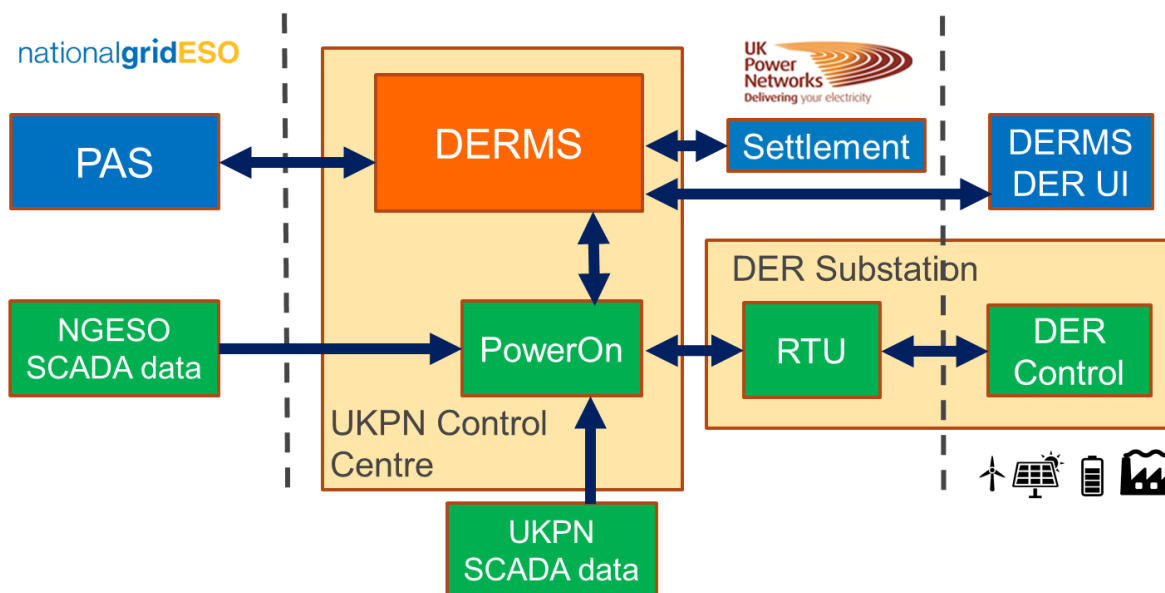 nationalgridESO
UK
Power
Networks
Delivering your electricity
PAS
DERMS
Settlement
DERMS
DER UI
DER Substation
NGESO
SCADA data
PowerOn
RTU
DER
Control
UKPN Control
Centre
UKPN
SCADA data